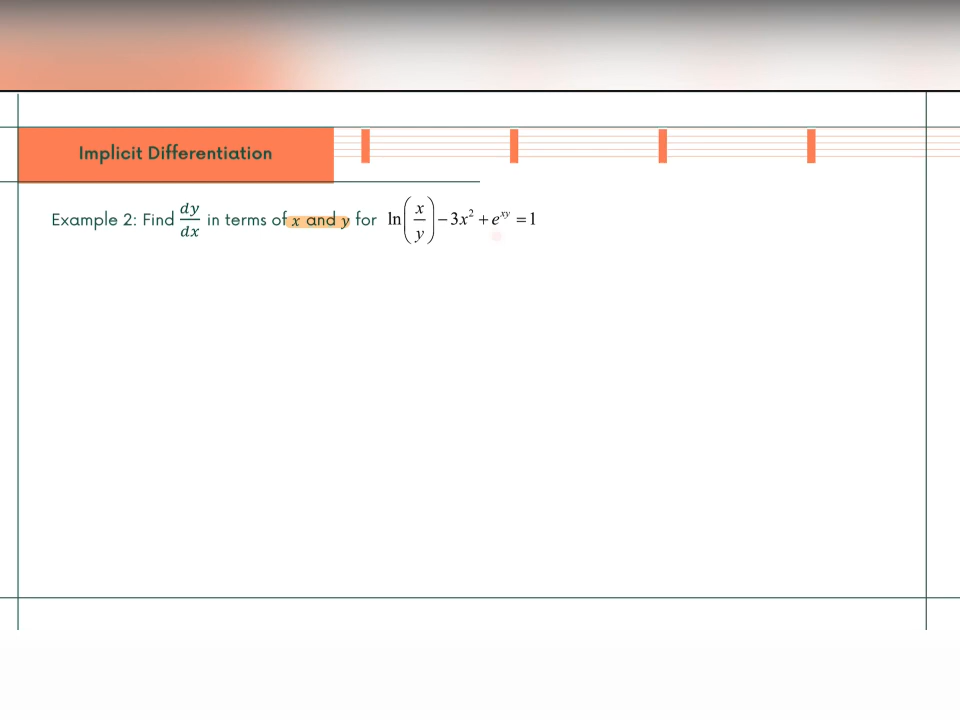 Implicit Differentiation
Example 2: Find dy/dx in terms of x and y for ln(x/y) − 3x² + e^{xy} = 1